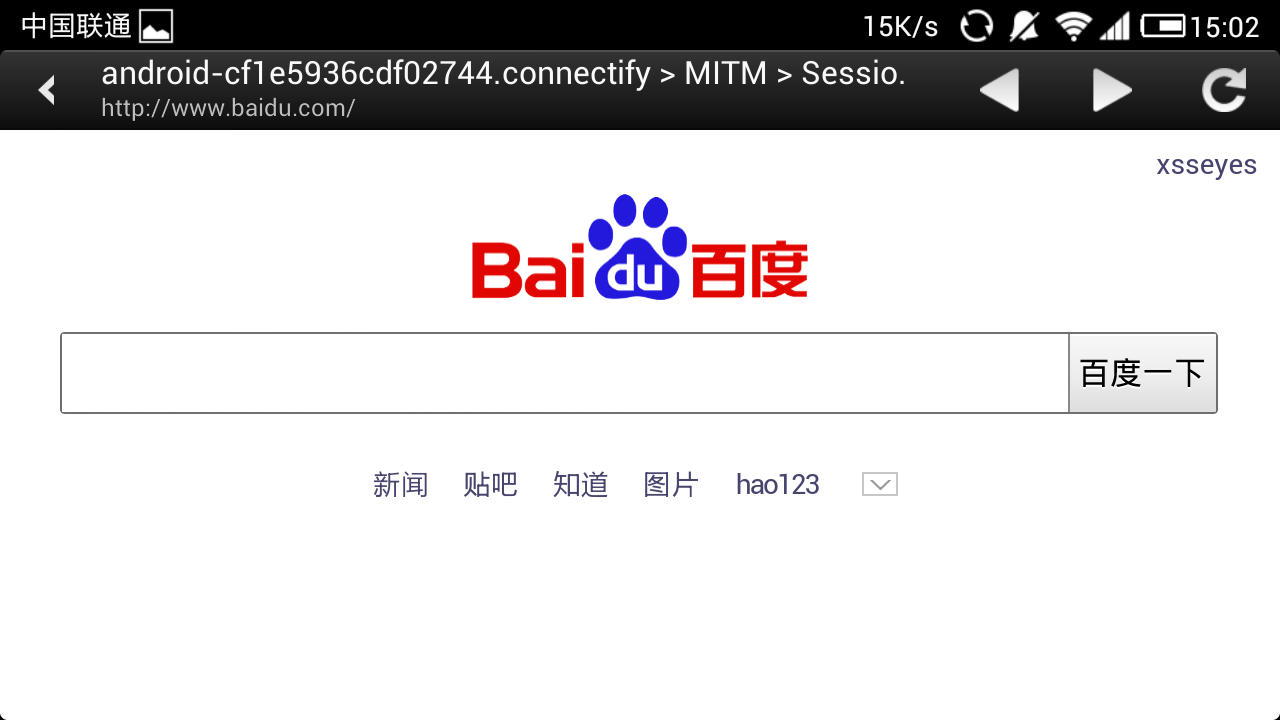 中国联通 15K/s 15:02
android-cf1e5936cdf02744.connectify > MITM > Sessio.
http://www.baidu.com/
xsseyes
Bai du 百度
百度一下
新闻 贴吧 知道 图片 hao123